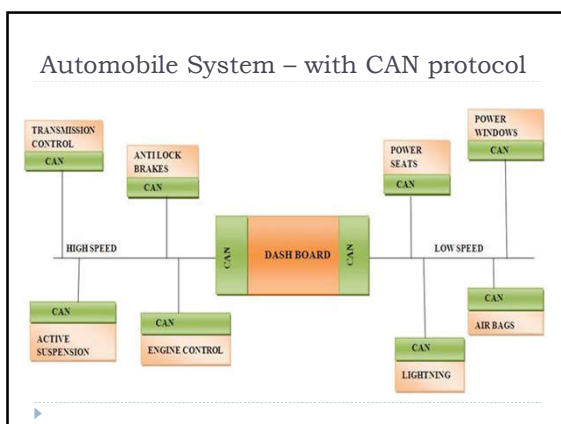 Automobile System – with CAN protocol
TRANSMISSION
CONTROL
CAN
ANTI LOCK
BRAKES
CAN
POWER
SEATS
CAN
POWER
WINDOWS
CAN
HIGH SPEED
CAN
DASH BOARD
CAN
LOW SPEED
CAN
ACTIVE
SUSPENSION
CAN
ENGINE CONTROL
CAN
LIGHTNING
CAN
AIR BAGS